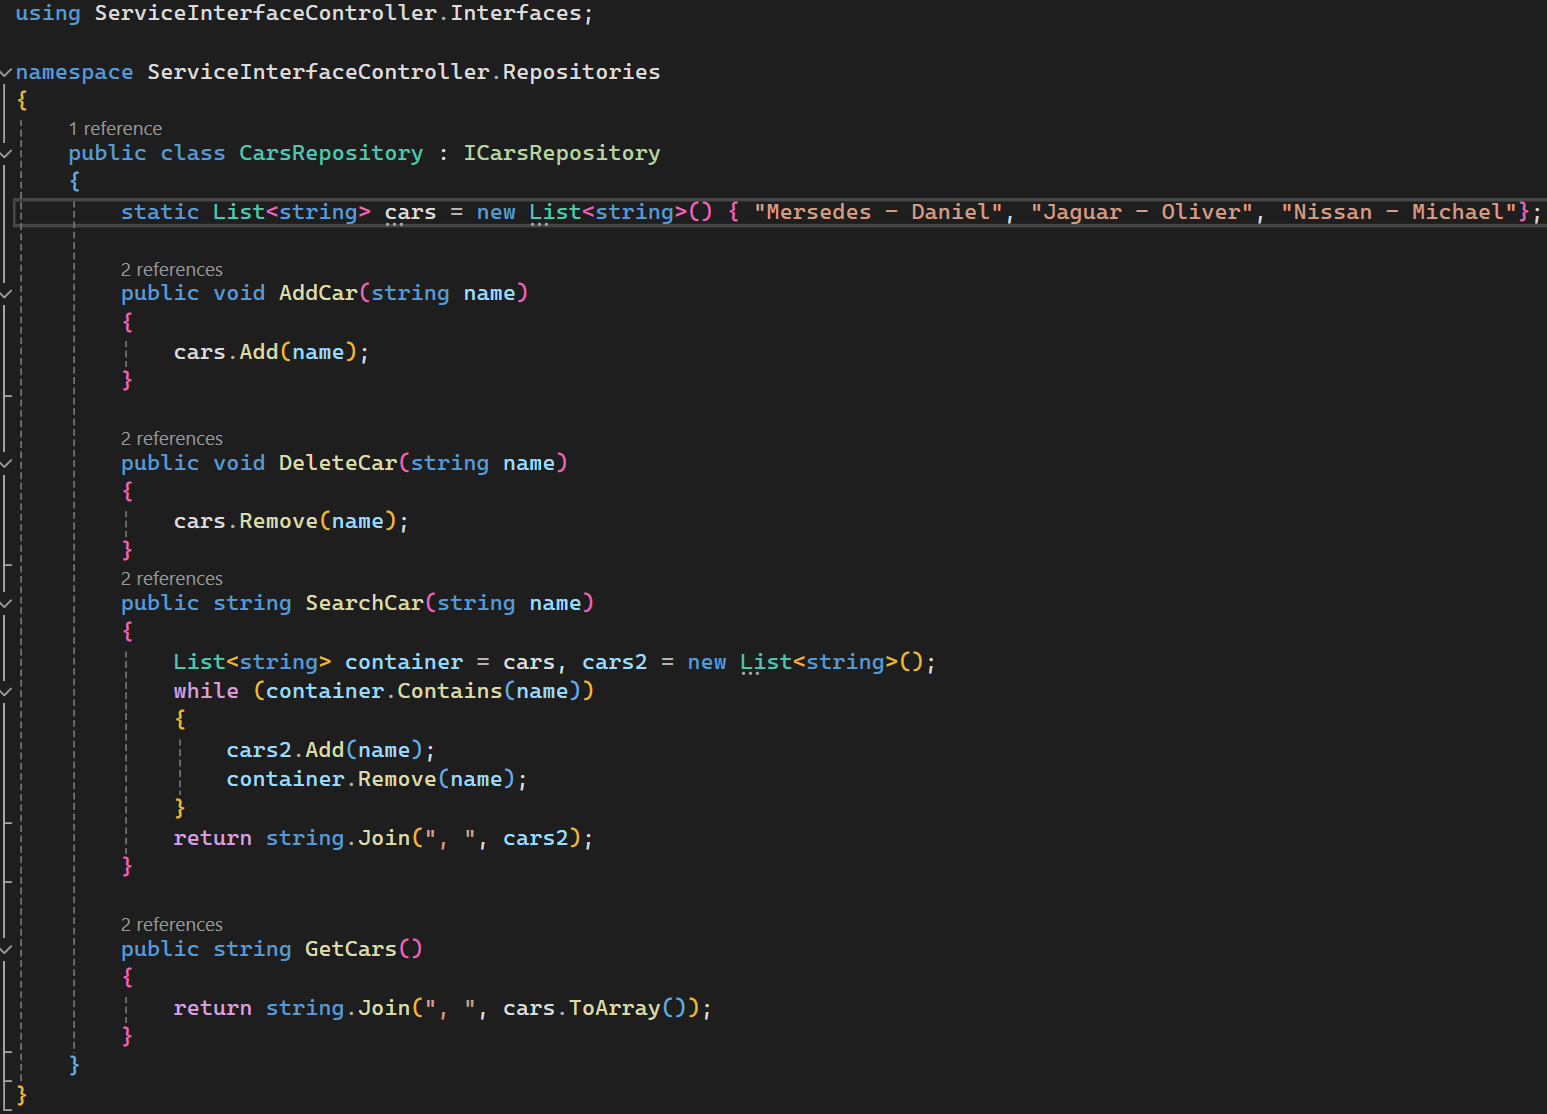 using ServiceInterfaceController.Interfaces;
namespace ServiceInterfaceController.Repositories
{
1 reference
public class CarsRepository : ICarsRepository
{
static List<string> cars = new List<string>() { "Mersedes - Daniel", "Jaguar - Oliver", "Nissan - Michael"};
2 references
public void AddCar(string name)
{
cars.Add(name);
}
2 references
public void DeleteCar(string name)
{
cars.Remove(name);
}
2 references
public string SearchCar(string name)
{
List<string> container = cars, cars2 = new List<string>();
while (container.Contains(name))
{
cars2.Add(name);
container.Remove(name);
}
return string.Join(", ", cars2);
}
2 references
public string GetCars()
{
return string.Join(", ", cars.ToArray());
}
}
}